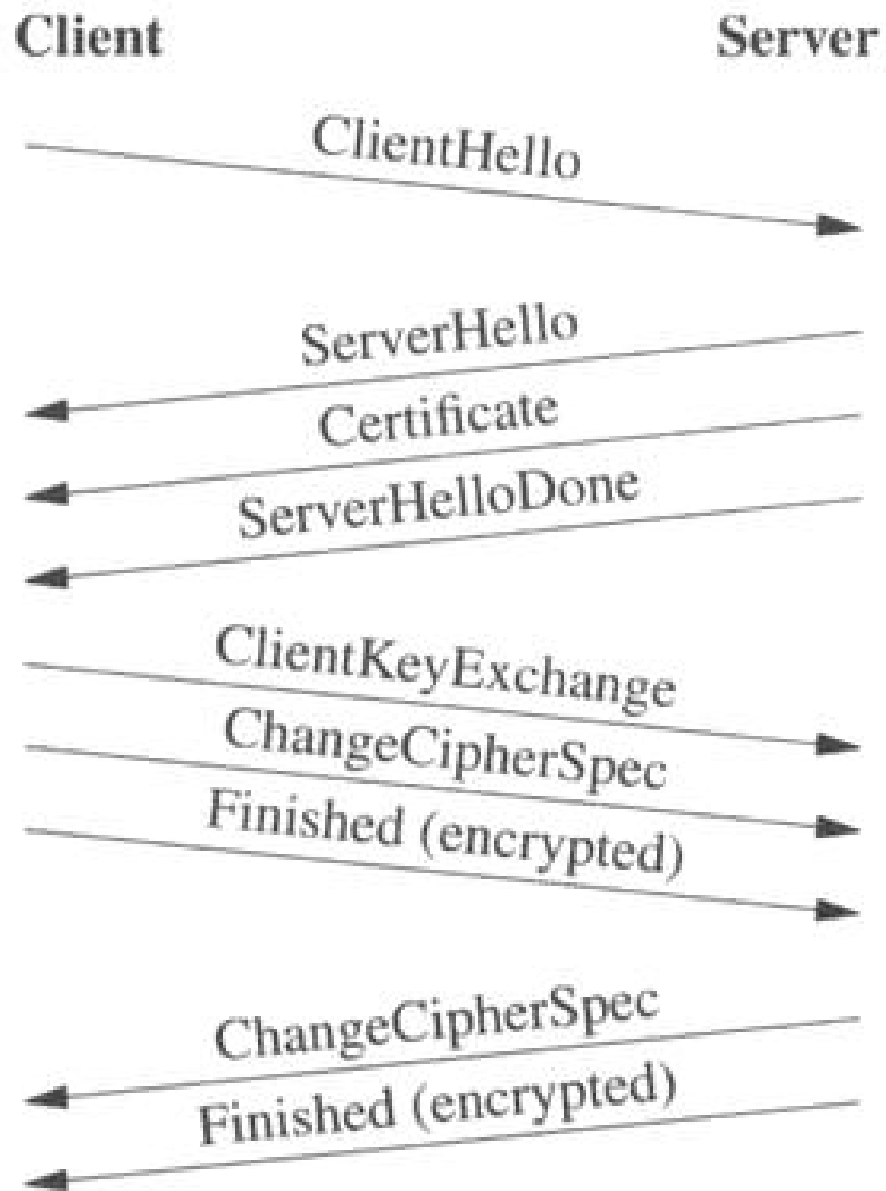 Client Server
ClientHello
ServerHello
Certificate
ServerHelloDone
ClientKeyExchange
ChangeCipherSpec
Finished (encrypted)
ChangeCipherSpec
Finished (encrypted)